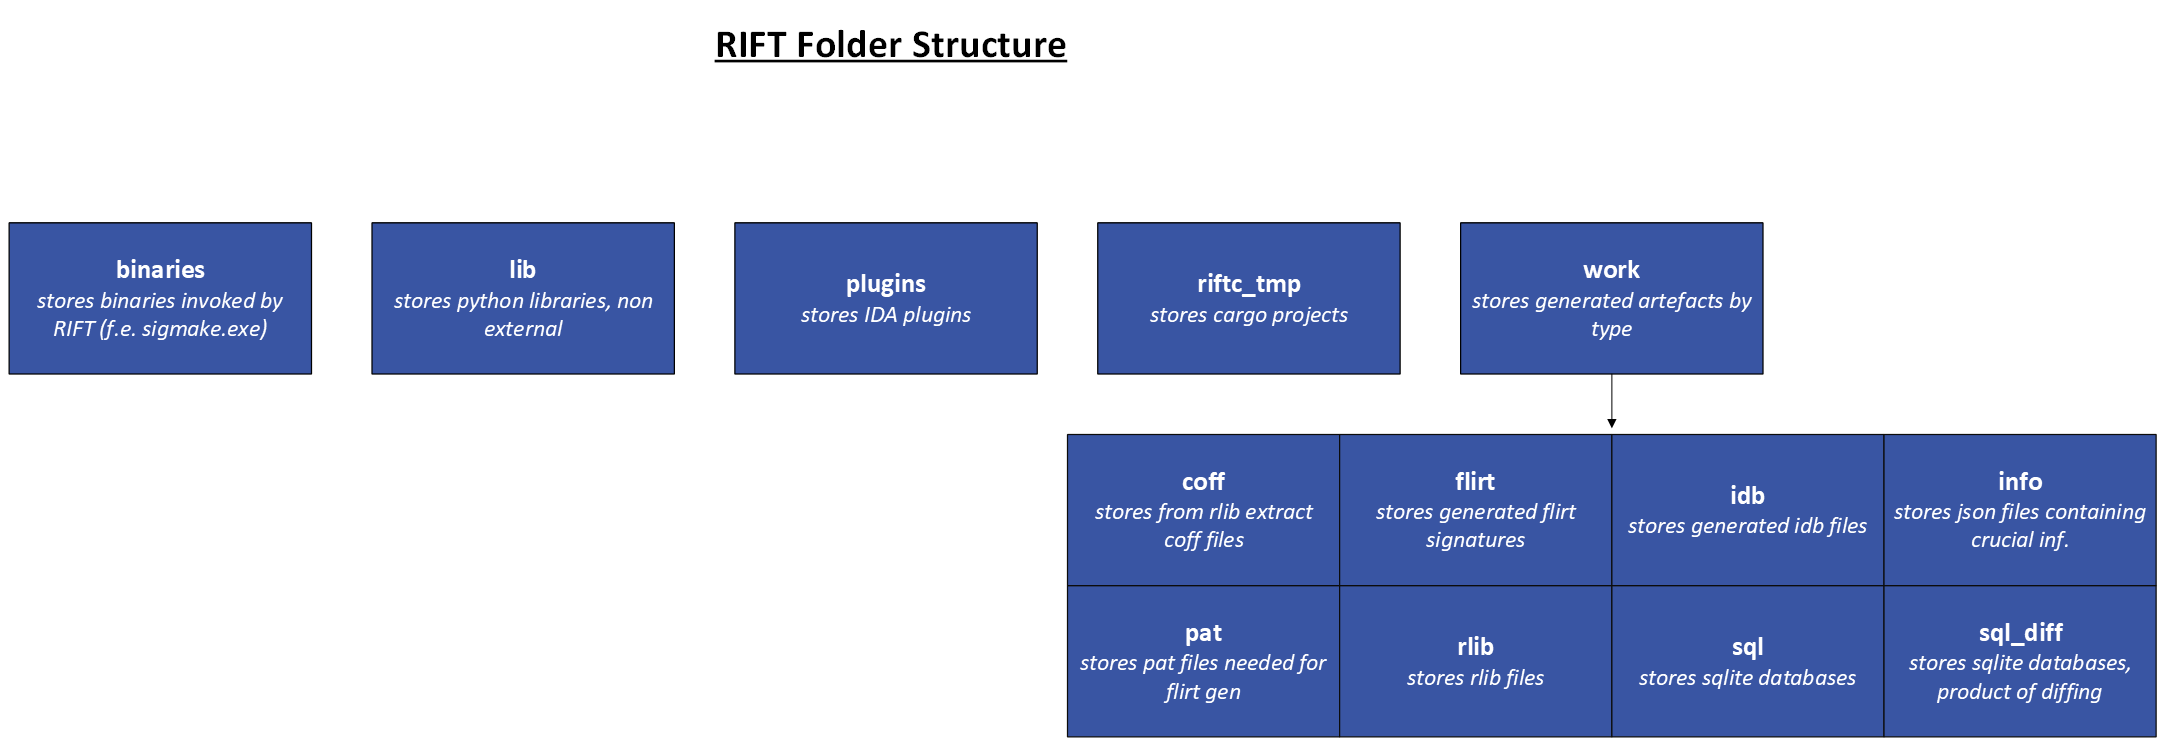 RIFT Folder Structure
binaries
stores binaries invoked by
RIFT (f.e. sigmake.exe)
lib
stores python libraries, non
external
plugins
stores IDA plugins
riftc_tmp
stores cargo projects
work
stores generated artefacts by
type
coff
stores from rlib extract
coff files
flirt
stores generated flirt
signatures
idb
stores generated idb files
info
stores json files containing
crucial inf.
pat
stores pat files needed for
flirt gen
rlib
stores rlib files
sql
stores sqlite databases
sql_diff
stores sqlite databases,
product of diffing